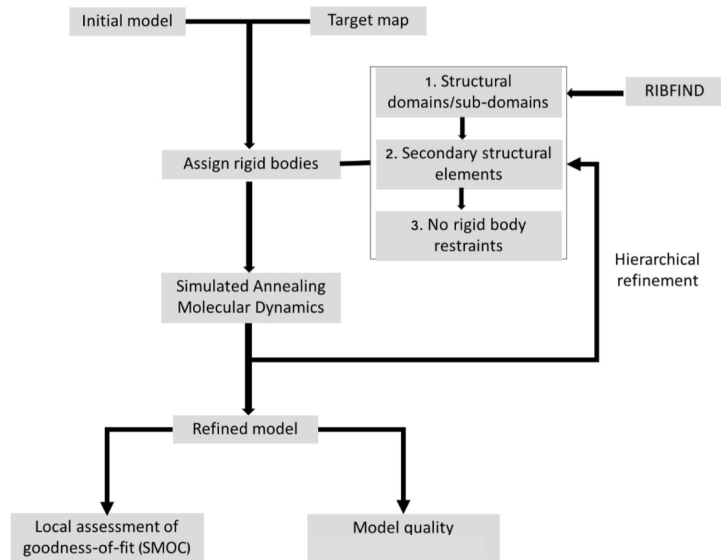 Initial model
Target map
1. Structural
domains/sub-domains
RIBFIND
Assign rigid bodies
2. Secondary structural
elements
3. No rigid body
restraints
Hierarchical
refinement
Simulated Annealing
Molecular Dynamics
Refined model
Local assessment of
goodness-of-fit (SMOC)
Model quality